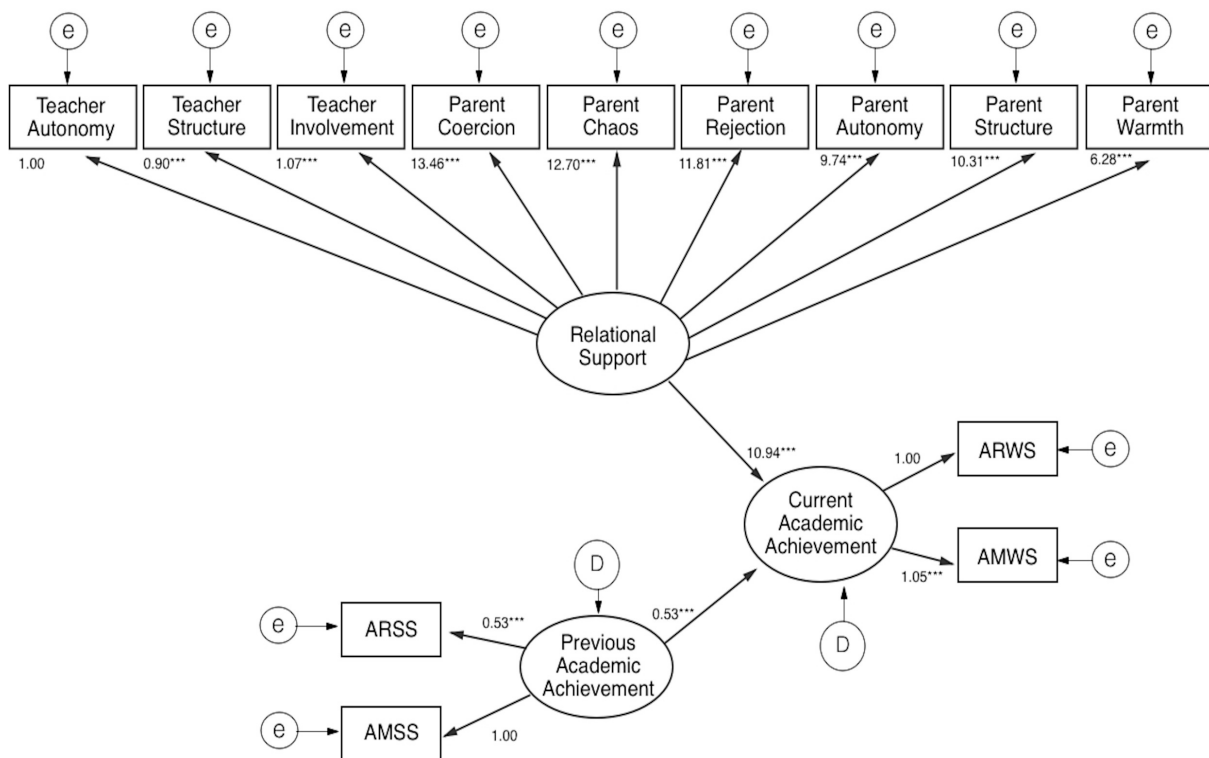 e e e e e e e e e
Teacher
Autonomy
Teacher
Structure
Teacher
Involvement
Parent
Coercion
Parent
Chaos
Parent
Rejection
Parent
Autonomy
Parent
Structure
Parent
Warmth
1.00
0.90***
1.07***
13.46***
12.70***
11.81***
9.74***
10.31***
6.28***
Relational
Support
10.94***
1.00
ARWS
e
Current
Academic
Achievement
1.05***
AMWS
e
D
D
0.53***
0.53***
e
ARSS
Previous
Academic
Achievement
e
AMSS
1.00